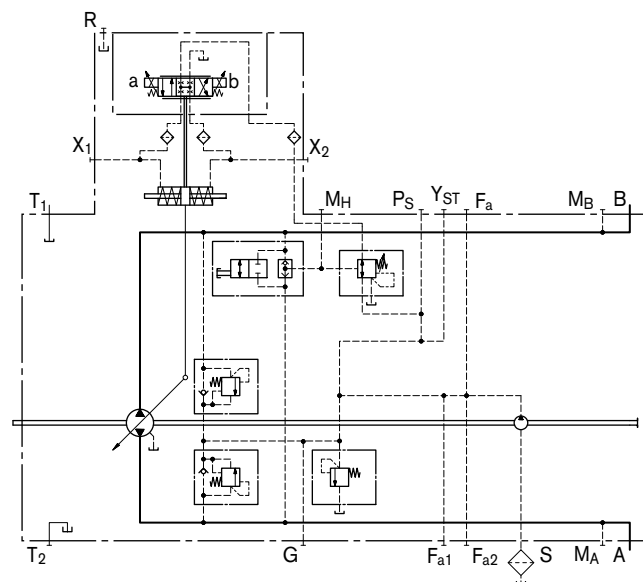 R
a b
X1 X2
T1 MH PS YST Fa MB B
T2 G Fa1 Fa2 S MA A